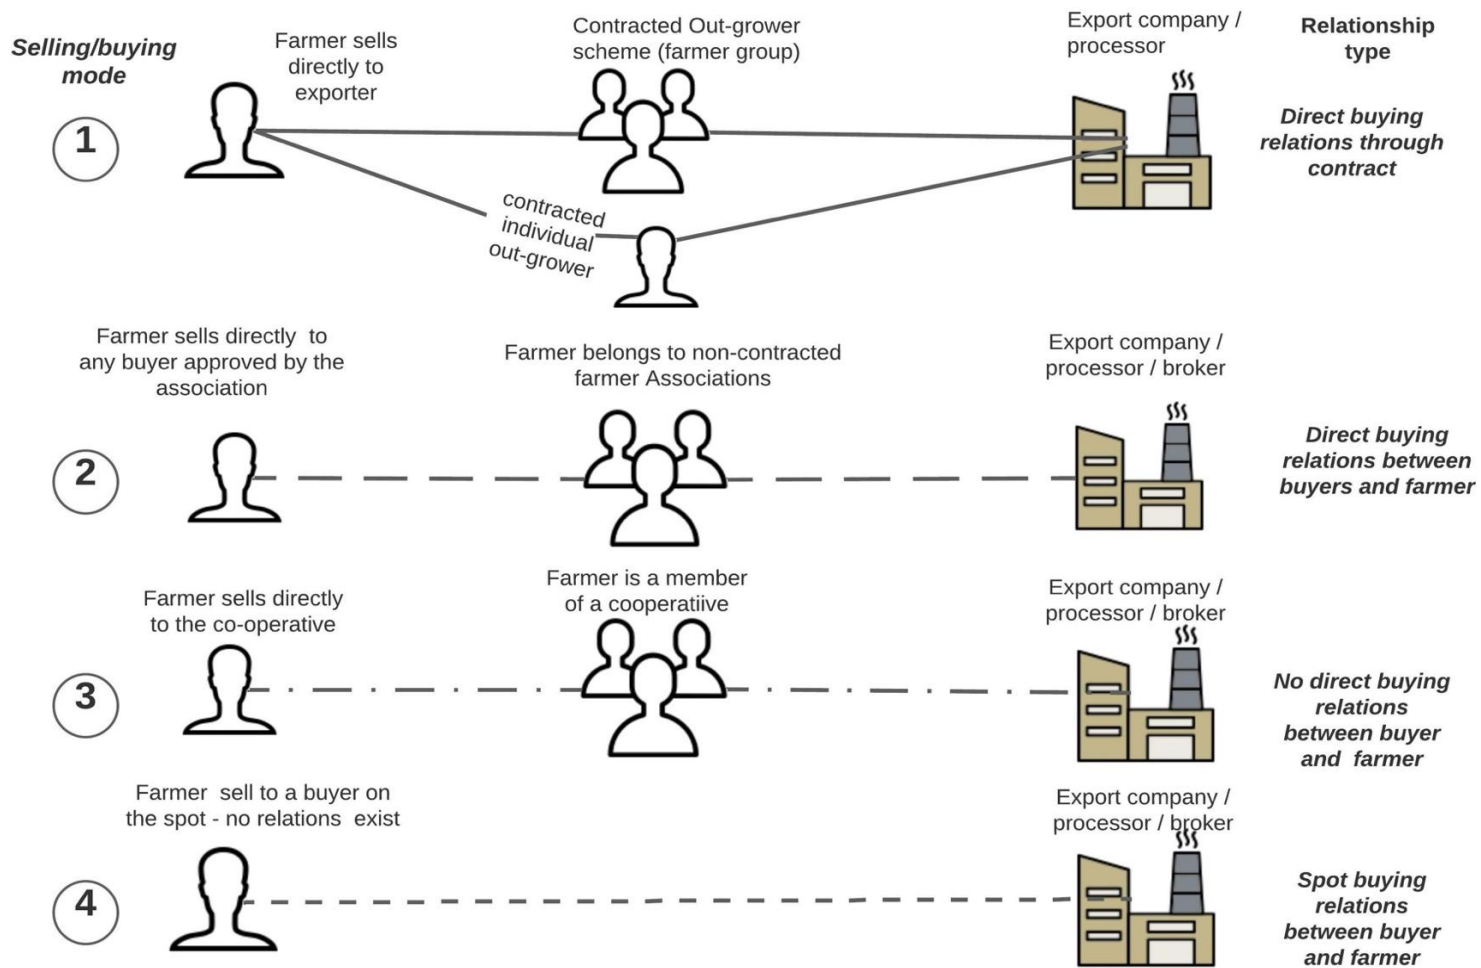 Selling/buying
mode
Farmer sells
directly to
exporter
Contracted Out-grower
scheme (farmer group)
Export company /
processor
Relationship
type
1
contracted
individual
out-grower
Direct buying
relations through
contract
Farmer sells directly  to
any buyer approved by the
association
Farmer belongs to non-contracted
farmer Associations
Export company /
processor / broker
2
Direct buying
relations between
buyers and farmer
Farmer sells directly
to the co-operative
Farmer is a member
of a cooperatiive
Export company /
processor / broker
3
No direct buying
relations
between buyer
and  farmer
Farmer  sell to a buyer on
the spot - no relations  exist
Export company /
processor / broker
4
Spot buying
relations
between buyer
and farmer